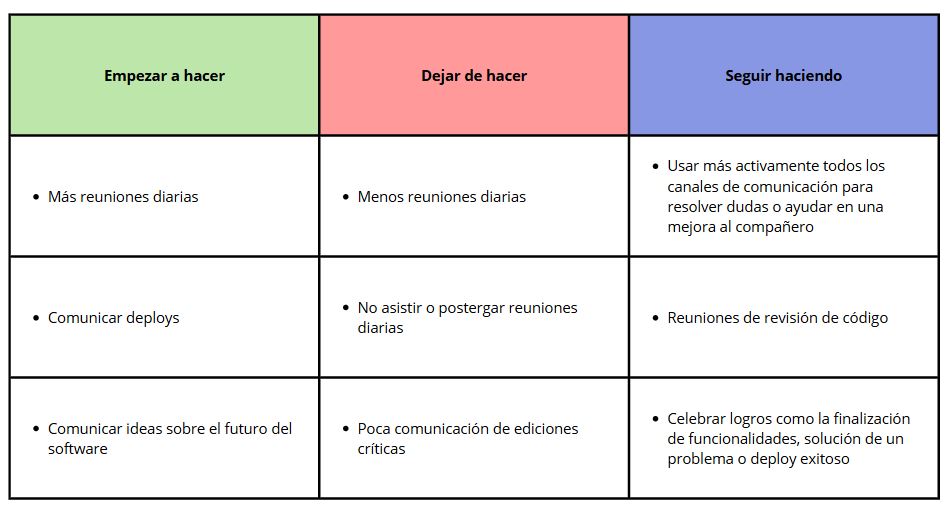 Empezar a hacer
Dejar de hacer
Seguir haciendo
• Más reuniones diarias
• Menos reuniones diarias
• Usar más activamente todos los
canales de comunicación para
resolver dudas o ayudar en una
mejora al compañero
• Comunicar deploys
• No asistir o postergar reuniones
diarias
• Reuniones de revisión de código
• Comunicar ideas sobre el futuro del
software
• Poca comunicación de ediciones
críticas
• Celebrar logros como la finalización
de funcionalidades, solución de un
problema o deploy exitoso